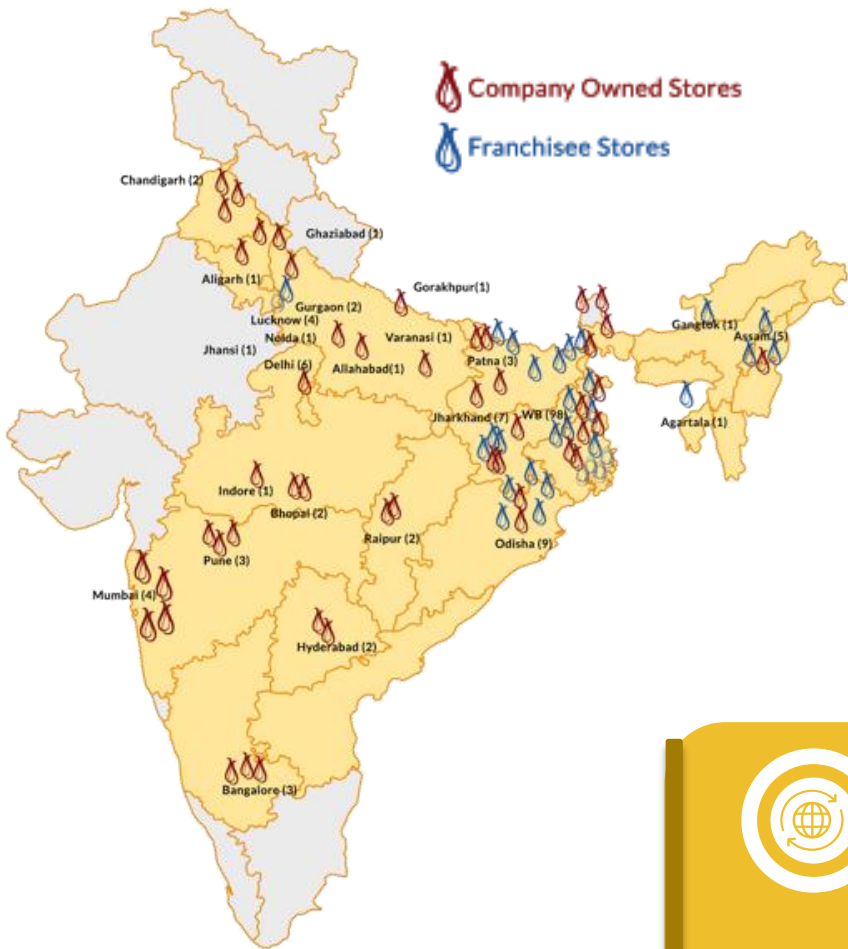 Company Owned Stores
Franchisee Stores
Chandigarh (2)
Ghaziabad (1)
Aligarh (1)
Gorakhpur(1)
Gurgaon (2)
Gangtok (1)
Lucknow (4)
Assam (5)
Noida (1)
Varanasi (1)
Jhansi (1)
Patna (3)
Delhi (6)
Allahabad(1)
Jharkhand (7)
WB (98)
Agartala (1)
Indore (1)
Bhopal (2)
Raipur (2)
Odisha (9)
Pune (3)
Mumbai (4)
Hyderabad (2)
Bangalore (3)